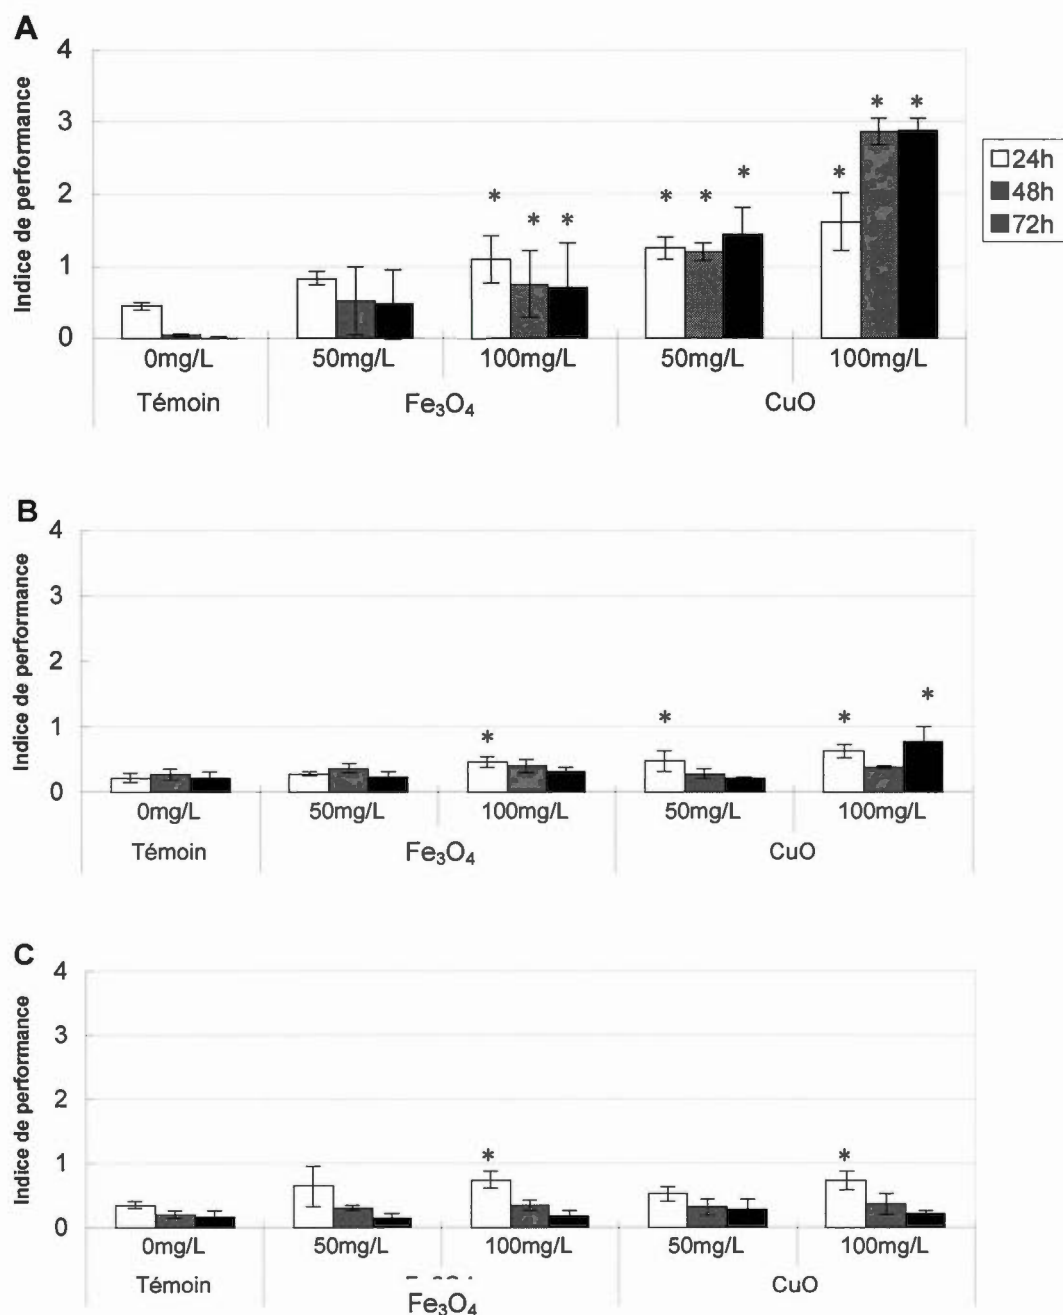 A
Indice de performance
4
3
2
1
0
* * * * * * * * *
24h
48h
72h
0mg/L 50mg/L 100mg/L 50mg/L 100mg/L
Témoin Fe₃O₄ CuO
B
Indice de performance
4
3
2
1
0
* * * *
0mg/L 50mg/L 100mg/L 50mg/L 100mg/L
Témoin Fe₃O₄ CuO
C
Indice de performance
4
3
2
1
0
* *
0mg/L 50mg/L 100mg/L 50mg/L 100mg/L
Témoin Fe₃O₄ CuO